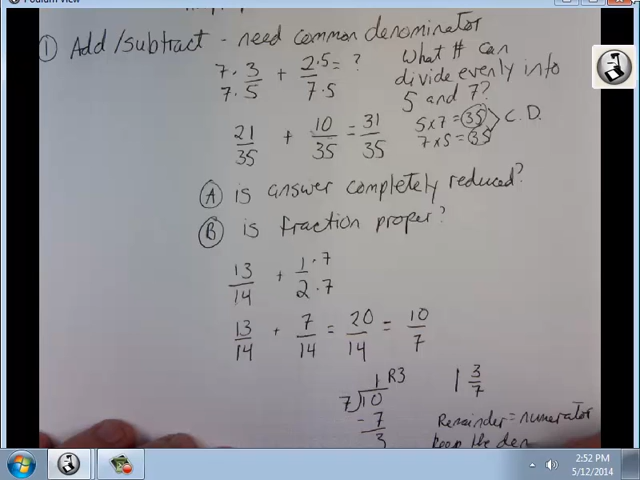 ① Add/subtract - need common denominator
7·3/7·5 + 2·5/7·5 = ?
What # can
divide evenly into
5 and 7?
5x7=35
7x5=35 > C.D.
21/35 + 10/35 = 31/35
Ⓐ is answer completely reduced?
Ⓑ is fraction proper?
13/14 + 1·7/2·7
13/14 + 7/14 = 20/14 = 10/7
1 R3
7)10
-7
3
1 3/7
Remainder = numerator
keep the den
2:52 PM
5/12/2014